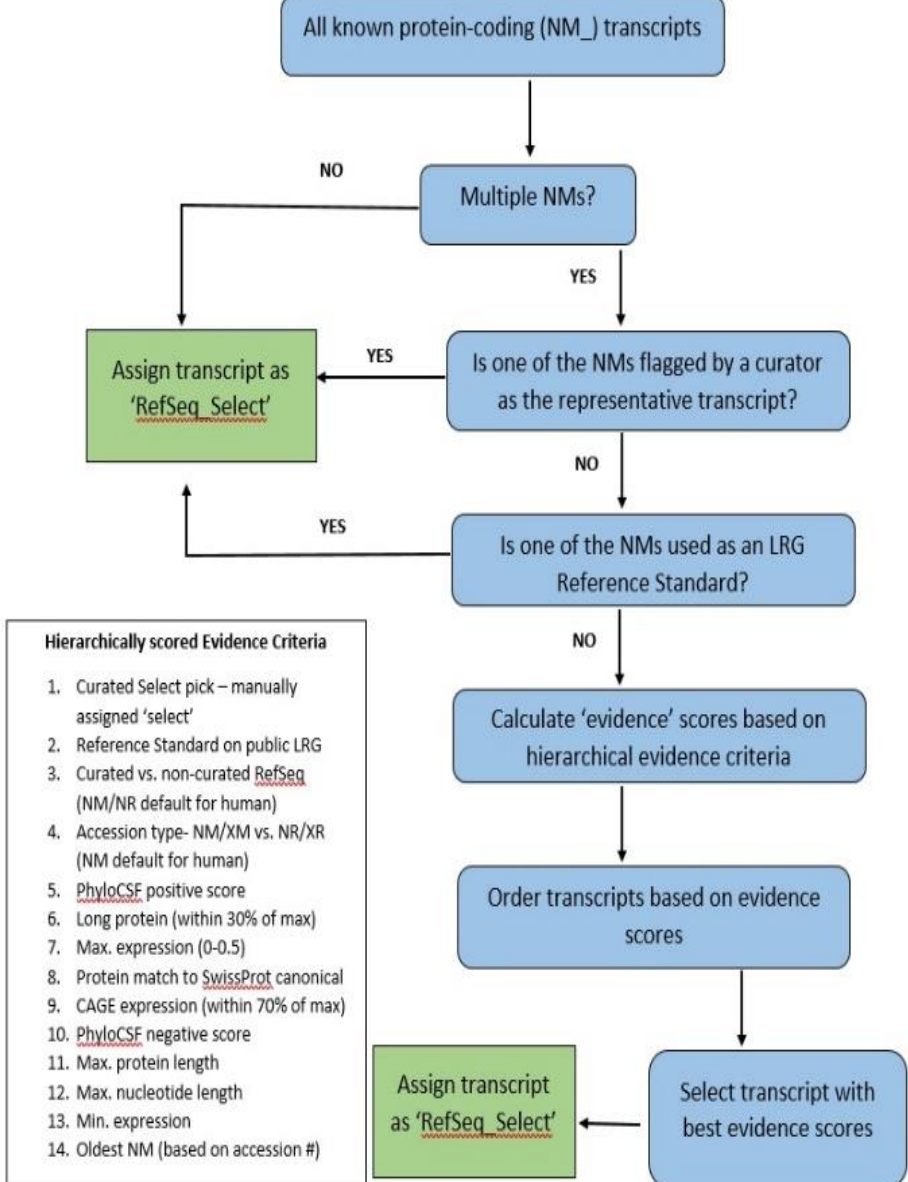 All known protein-coding (NM_) transcripts
NO
Multiple NMs?
YES
Assign transcript as
‘RefSeq_Select’
YES
Is one of the NMs flagged by a curator
as the representative transcript?
NO
YES
Is one of the NMs used as an LRG
Reference Standard?
NO
Hierarchically scored Evidence Criteria
1. Curated Select pick – manually
assigned ‘select’
2. Reference Standard on public LRG
3. Curated vs. non-curated RefSeq
(NM/NR default for human)
4. Accession type- NM/XM vs. NR/XR
(NM default for human)
5. PhyloCSF positive score
6. Long protein (within 30% of max)
7. Max. expression (0-0.5)
8. Protein match to SwissProt canonical
9. CAGE expression (within 70% of max)
10. PhyloCSF negative score
11. Max. protein length
12. Max. nucleotide length
13. Min. expression
14. Oldest NM (based on accession #)
Calculate ‘evidence’ scores based on
hierarchical evidence criteria
Order transcripts based on evidence
scores
Assign transcript
as ‘RefSeq_Select’
Select transcript with
best evidence scores